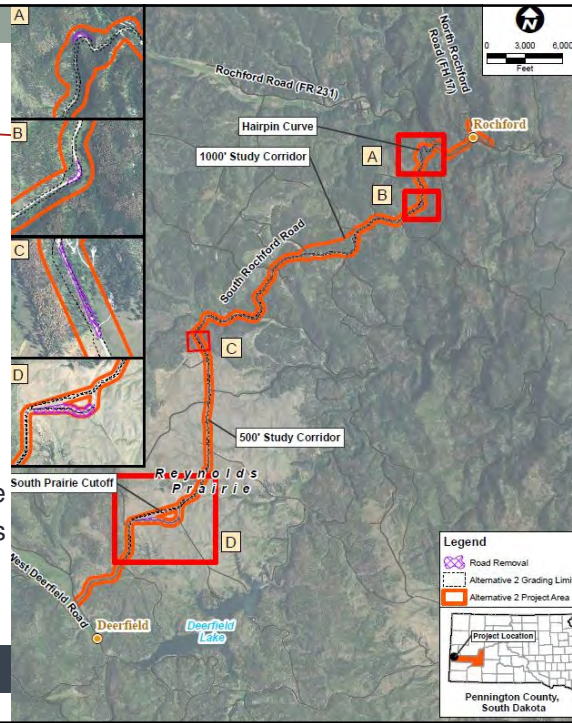 A
B
C
D
N
0 3,000 6,000
Feet
Rochford Road (FR 231)
North Rochford
Road (FH 17)
Rochford
Hairpin Curve
A
1000' Study Corridor
B
South Rochford Road
C
500' Study Corridor
Reynolds
Prairie
South Prairie Cutoff
D
e
s
West Deerfield Road
Deerfield
Deerfield
Lake
Legend
Road Removal
Alternative 2 Grading Limit
Alternative 2 Project Area
Project Location
Pennington County,
South Dakota